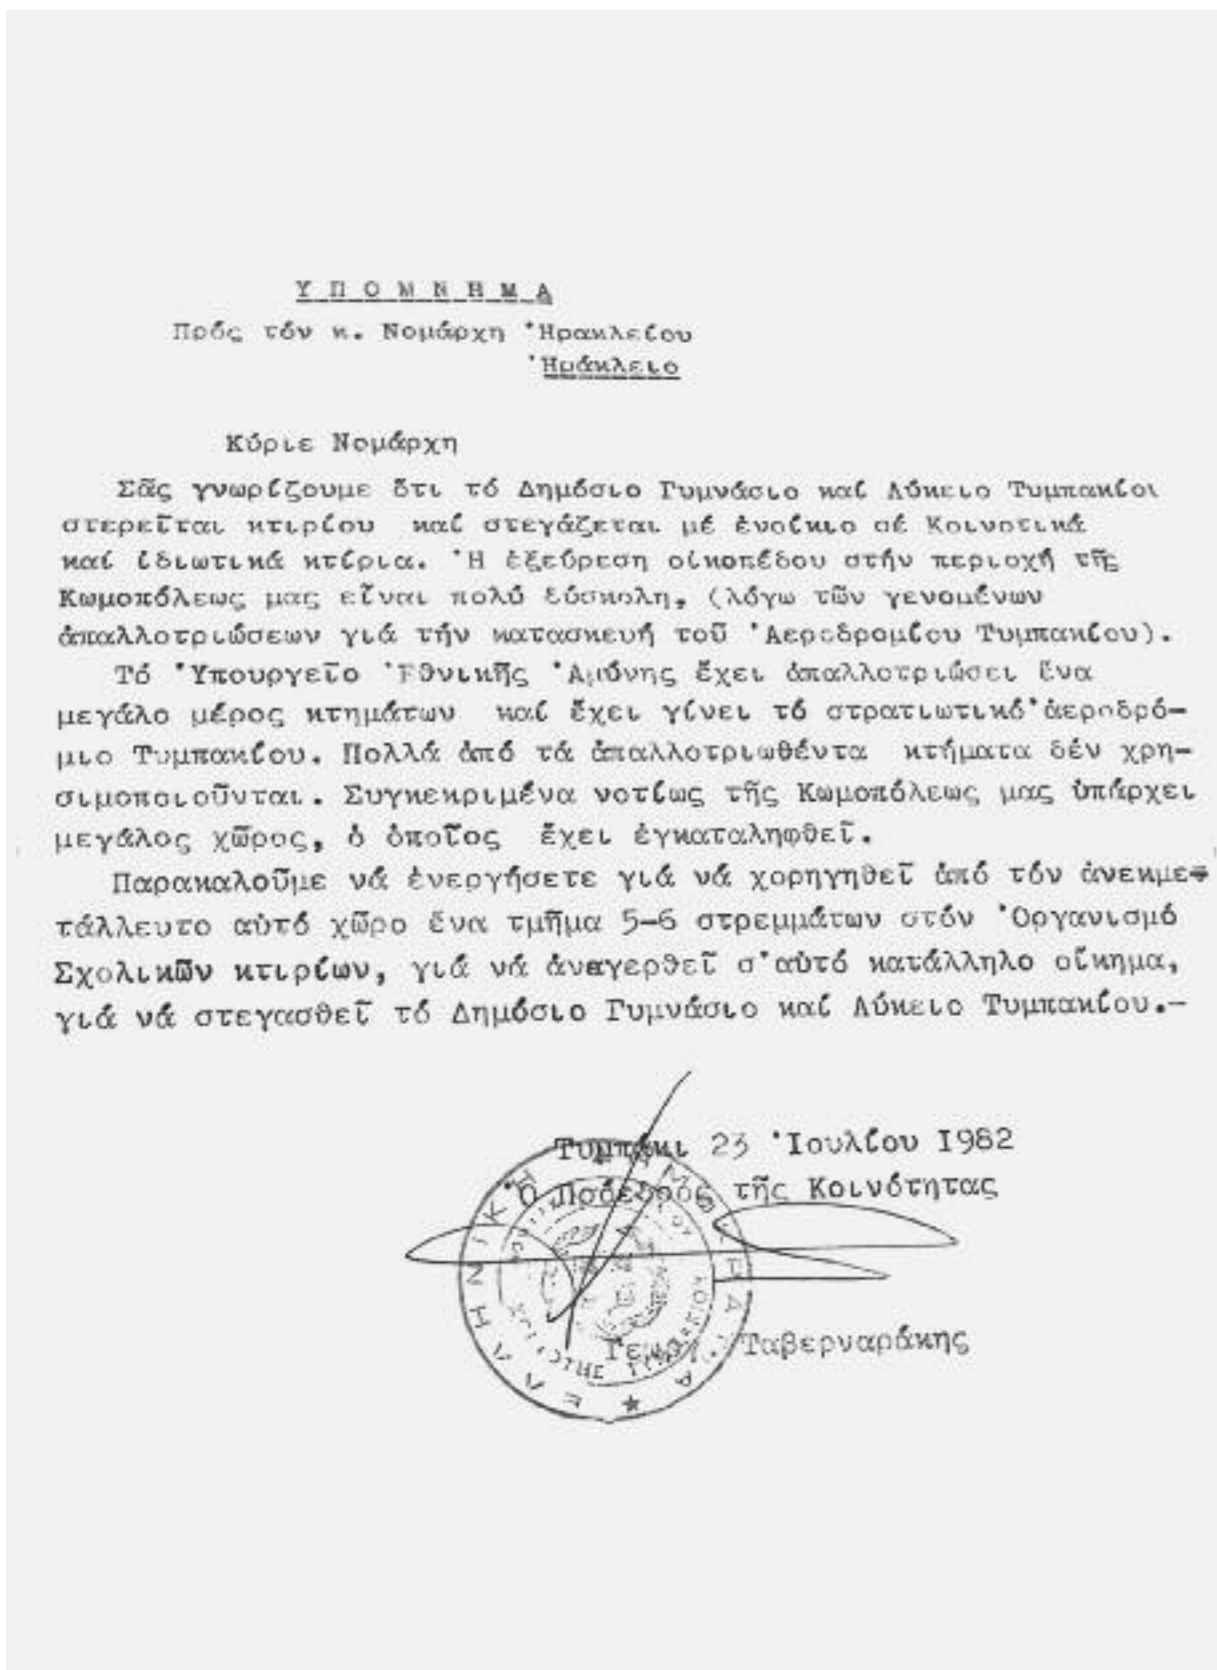 ΥΠΟΜΝΗΜΑ
Πρός τόν κ. Νομάρχη Ἡρακλείου
Ἡράκλειο
Κύριε Νομάρχη
Σᾶς γνωρίζουμε ὅτι τό Δημόσιο Γυμνάσιο καί Λύκειο Τυμπακίοι
στερεῖται κτιρίου καί στεγάζεται μέ ἐνοίκιο σέ Κοινοτικά
καί ἰδιωτικά κτίρια. Ἡ ἐξεύρεση οἰκοπέδου στήν περιοχή τῆς
Κωμοπόλεως μας εἶναι πολύ δύσκολη, (λόγω τῶν γενομένων
ἀπαλλοτριώσεων γιά τήν κατασκευή τοῦ Ἀεροδρομίου Τυμπακίου).
Τό Ὑπουργεῖο Ἐθνικῆς Ἀμύνης ἔχει ἀπαλλοτριώσει ἕνα
μεγάλο μέρος κτημάτων καί ἔχει γίνει τό στρατιωτικό ἀεροδρό-
μιο Τυμπακίου. Πολλά ἀπό τά ἀπαλλοτριωθέντα κτήματα δέν χρη-
σιμοποιοῦνται. Συγκεκριμένα νοτίως τῆς Κωμοπόλεως μας ὑπάρχει
μεγάλος χῶρος, ὁ ὁποῖος ἔχει ἐγκαταληφθεῖ.
Παρακαλοῦμε νά ἐνεργήσετε γιά νά χορηγηθεῖ ἀπό τόν ἀνεκμε-
τάλλευτο αὐτό χῶρο ἕνα τμῆμα 5-6 στρεμμάτων στόν Ὀργανισμό
Σχολικῶν κτιρίων, γιά νά ἀνεγερθεῖ σ'αὐτό κατάλληλο οἴκημα,
γιά νά στεγασθεῖ τό Δημόσιο Γυμνάσιο καί Λύκειο Τυμπακίου.-
Τυμπάκι 23 Ἰουλίου 1982
Ὁ Πρόεδρος τῆς Κοινότητας
Ταβερναράκης
ΕΛΛΗΝΙΚΗ